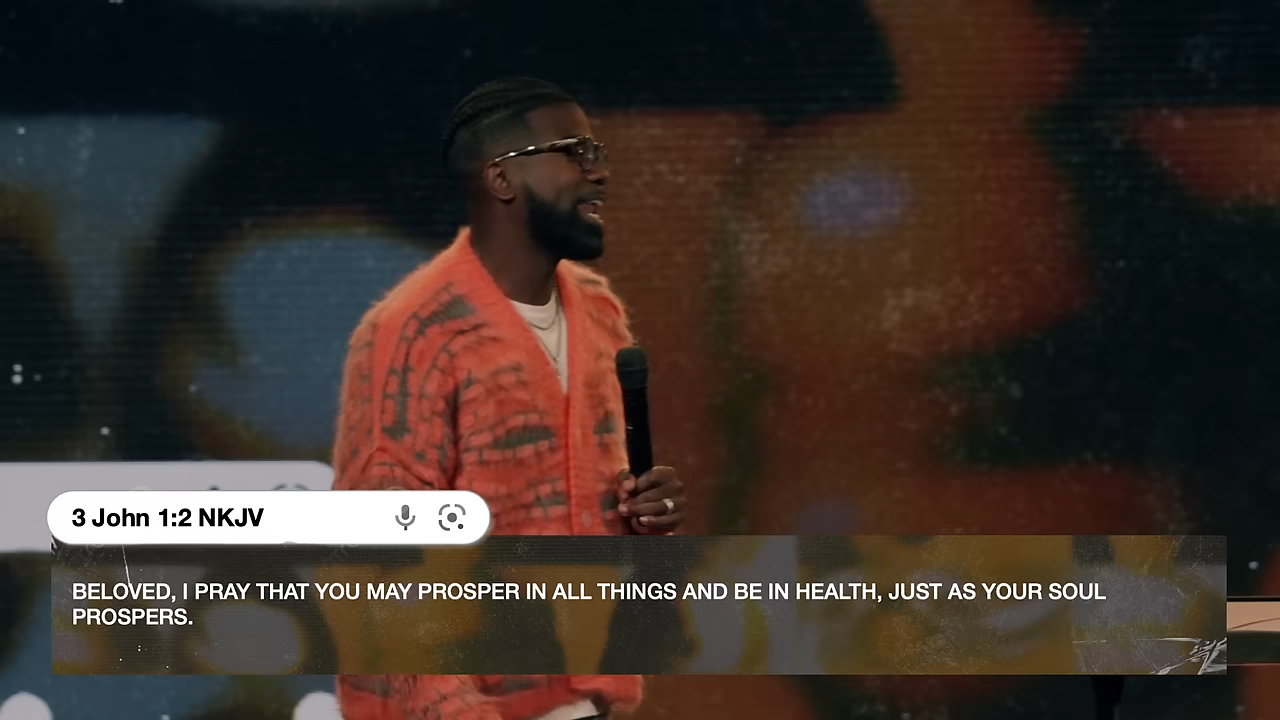 3 John 1:2 NKJV
BELOVED, I PRAY THAT YOU MAY PROSPER IN ALL THINGS AND BE IN HEALTH, JUST AS YOUR SOUL
PROSPERS.